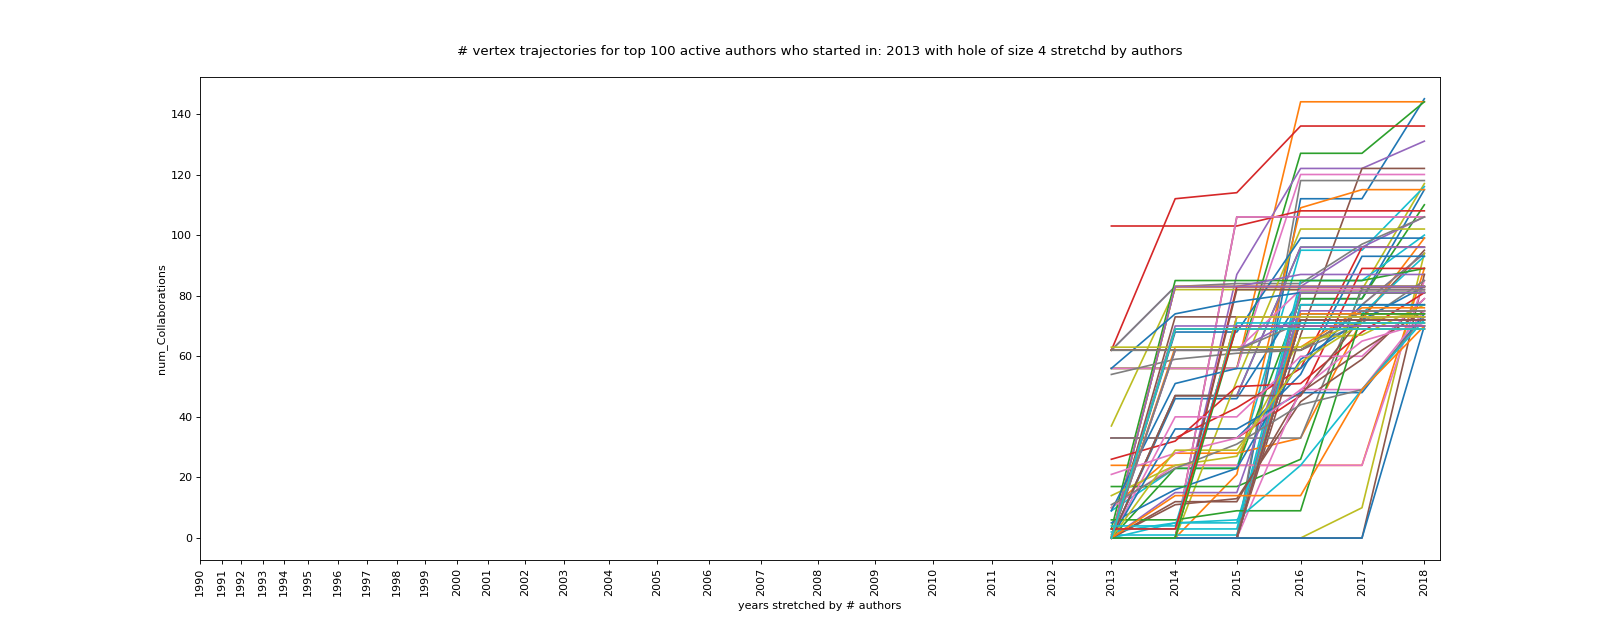 # vertex trajectories for top 100 active authors who started in: 2013 with hole of size 4 stretchd by authors
140
120
100
80
60
40
20
0
num_Collaborations
1990 1991 1992 1993 1994 1995 1996 1997 1998 1999 2000 2001 2002 2003 2004 2005 2006 2007 2008 2009 2010 2011 2012 2013 2014 2015 2016 2017 2018
years stretched by # authors